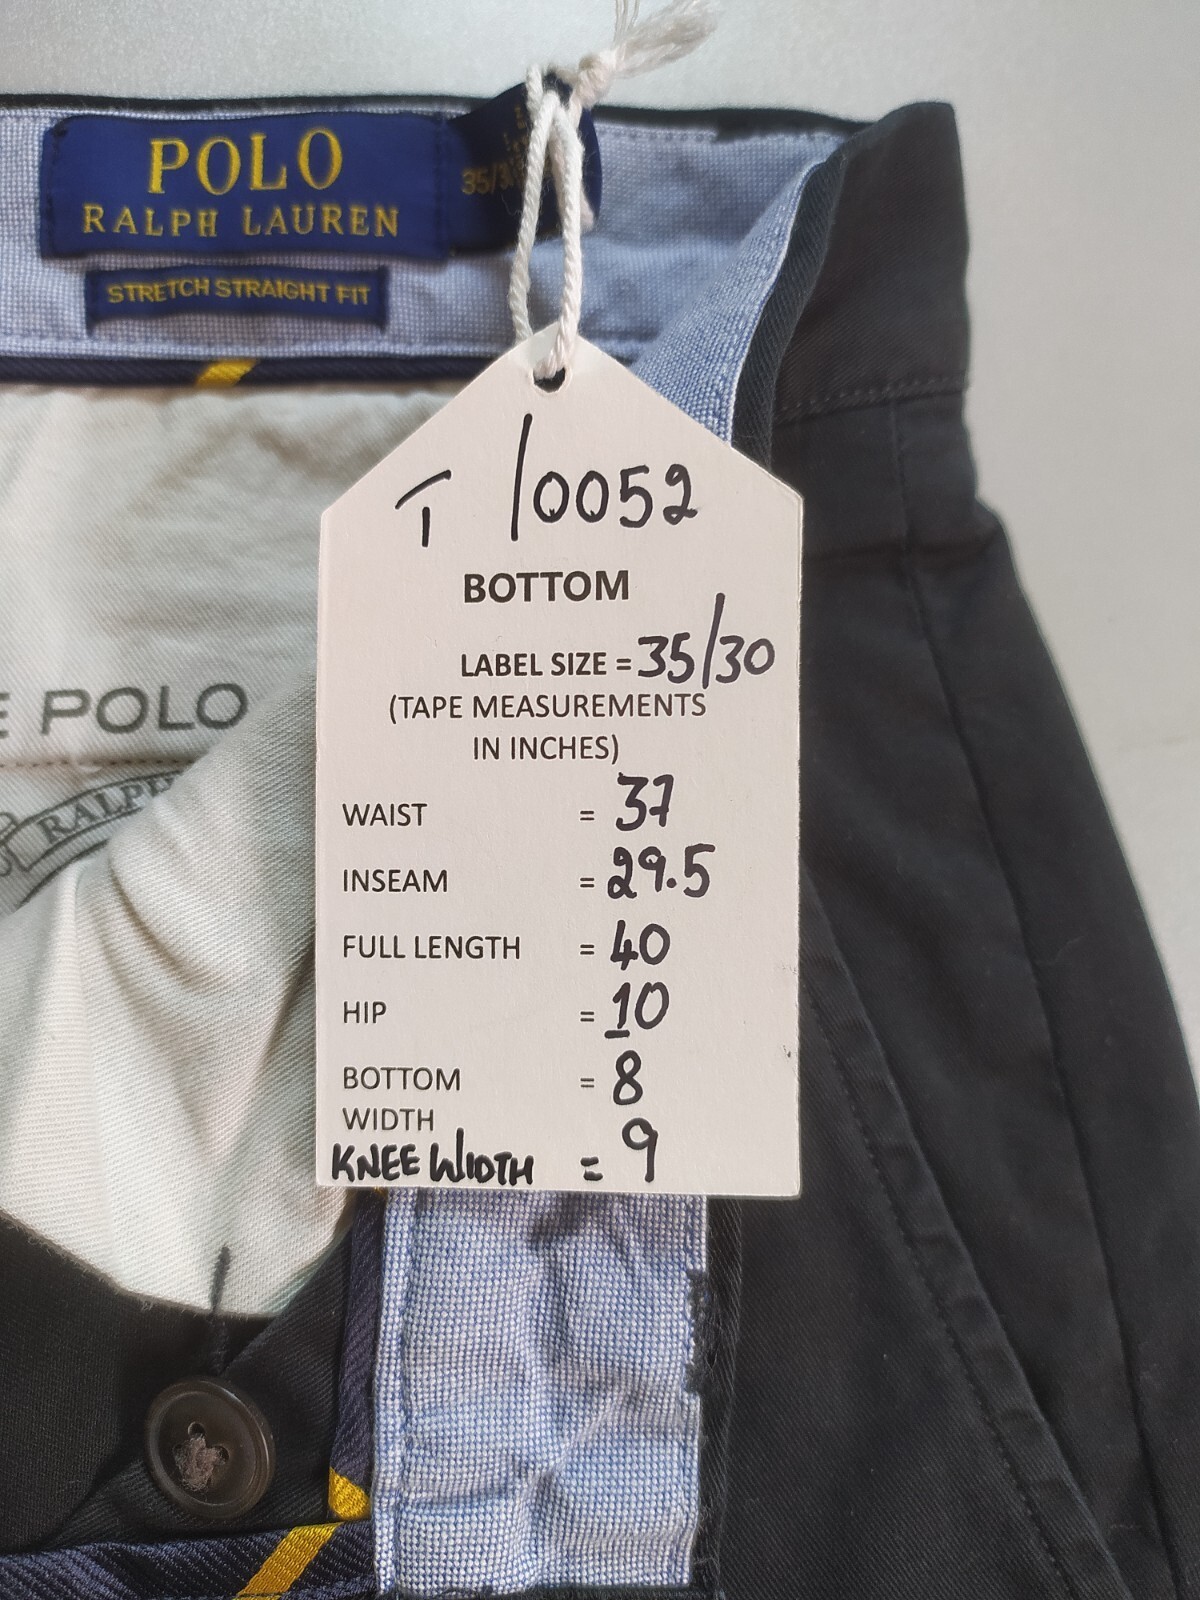 POLO
RALPH LAUREN
STRETCH STRAIGHT FIT
T/0052
BOTTOM
LABEL SIZE = 35/30
(TAPE MEASUREMENTS
IN INCHES)
WAIST = 37
INSEAM = 29.5
FULL LENGTH = 40
HIP = 10
BOTTOM = 8
WIDTH
KNEE WIDTH = 9
POLO
RALPH